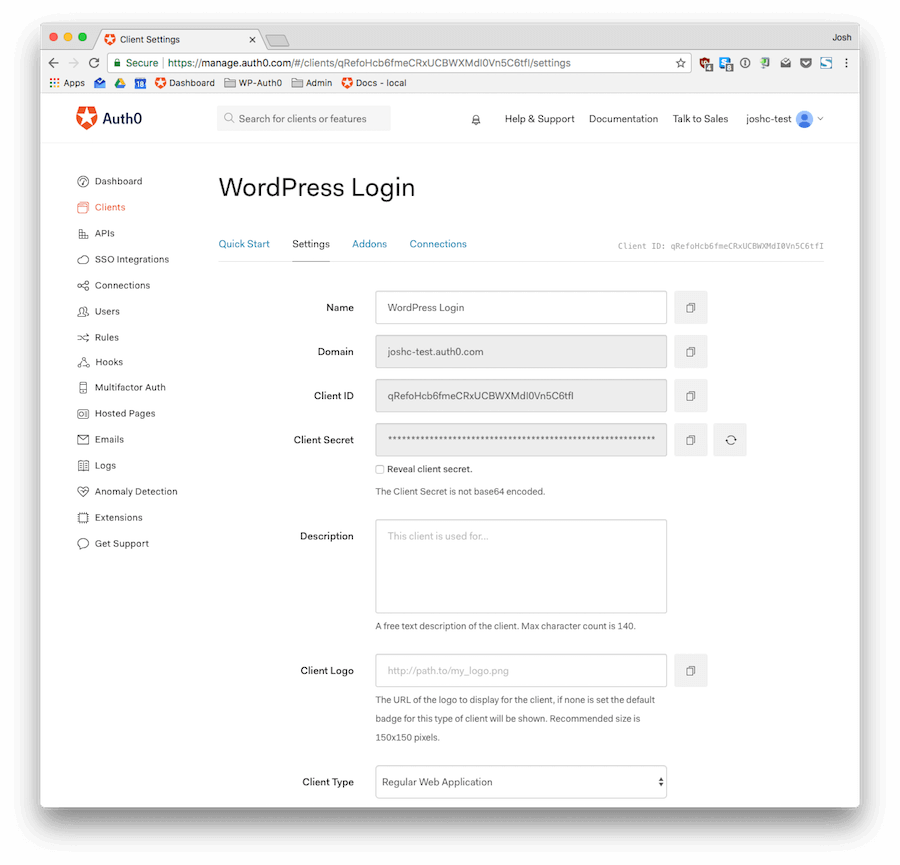 Client Settings
Josh
Secure https://manage.auth0.com/#/clients/qRefoHcb6fmeCRxUCBWXMdI0Vn5C6tfI/settings
Apps 18 Dashboard WP-Auth0 Admin Docs - local
Auth0
Search for clients or features
Help & Support Documentation Talk to Sales joshc-test
Dashboard
Clients
APIs
SSO Integrations
Connections
Users
Rules
Hooks
Multifactor Auth
Hosted Pages
Emails
Logs
Anomaly Detection
Extensions
Get Support
WordPress Login
Quick Start Settings Addons Connections
Client ID: qRefoHcb6fmeCRxUCBWXMdI0Vn5C6tfI
Name WordPress Login
Domain joshc-test.auth0.com
Client ID qRefoHcb6fmeCRxUCBWXMdI0Vn5C6tfI
Client Secret **********************************************************
Reveal client secret.
The Client Secret is not base64 encoded.
Description This client is used for...
A free text description of the client. Max character count is 140.
Client Logo http://path.to/my_logo.png
The URL of the logo to display for the client, if none is set the default
badge for this type of client will be shown. Recommended size is
150x150 pixels.
Client Type Regular Web Application